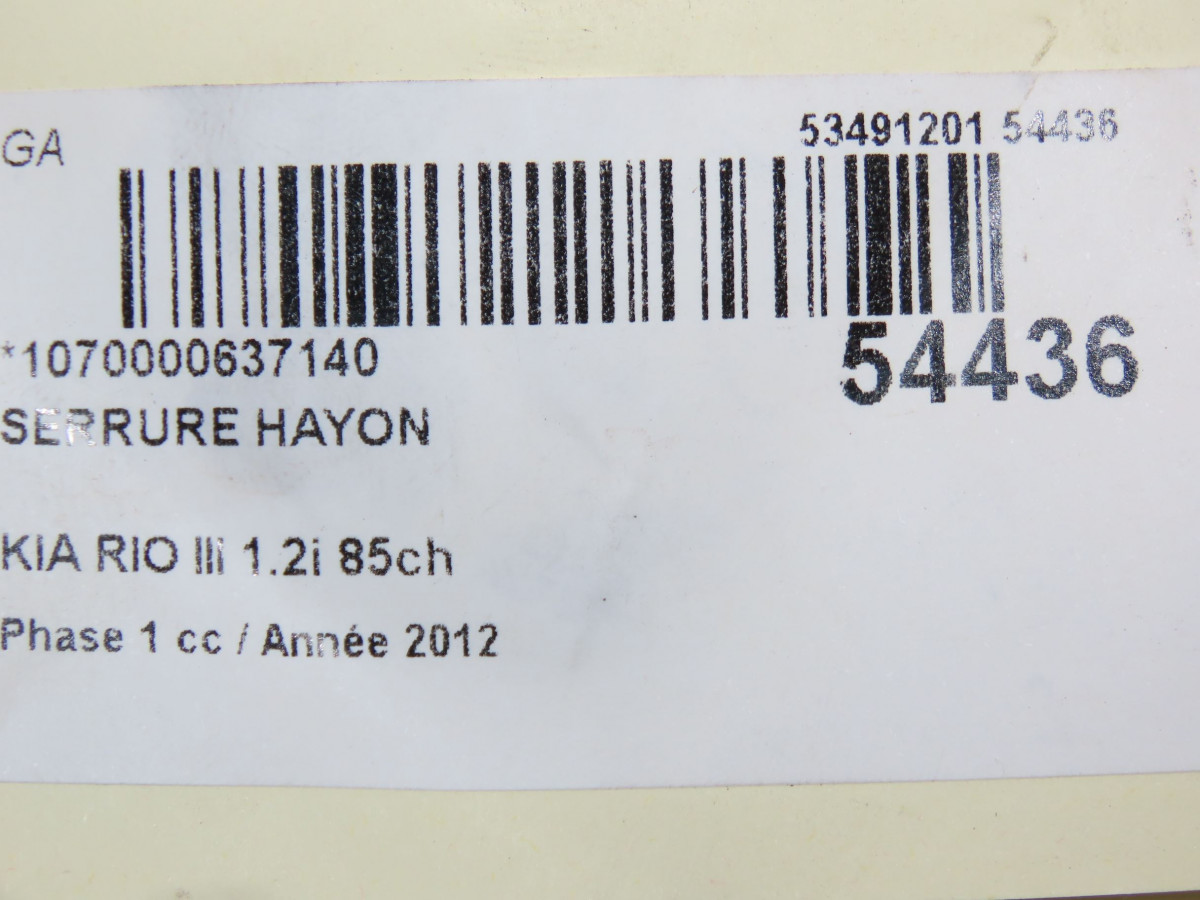 GA
53491201 54436
*1070000637140
54436
SERRURE HAYON
KIA RIO III 1.2i 85ch
Phase 1 cc / Année 2012